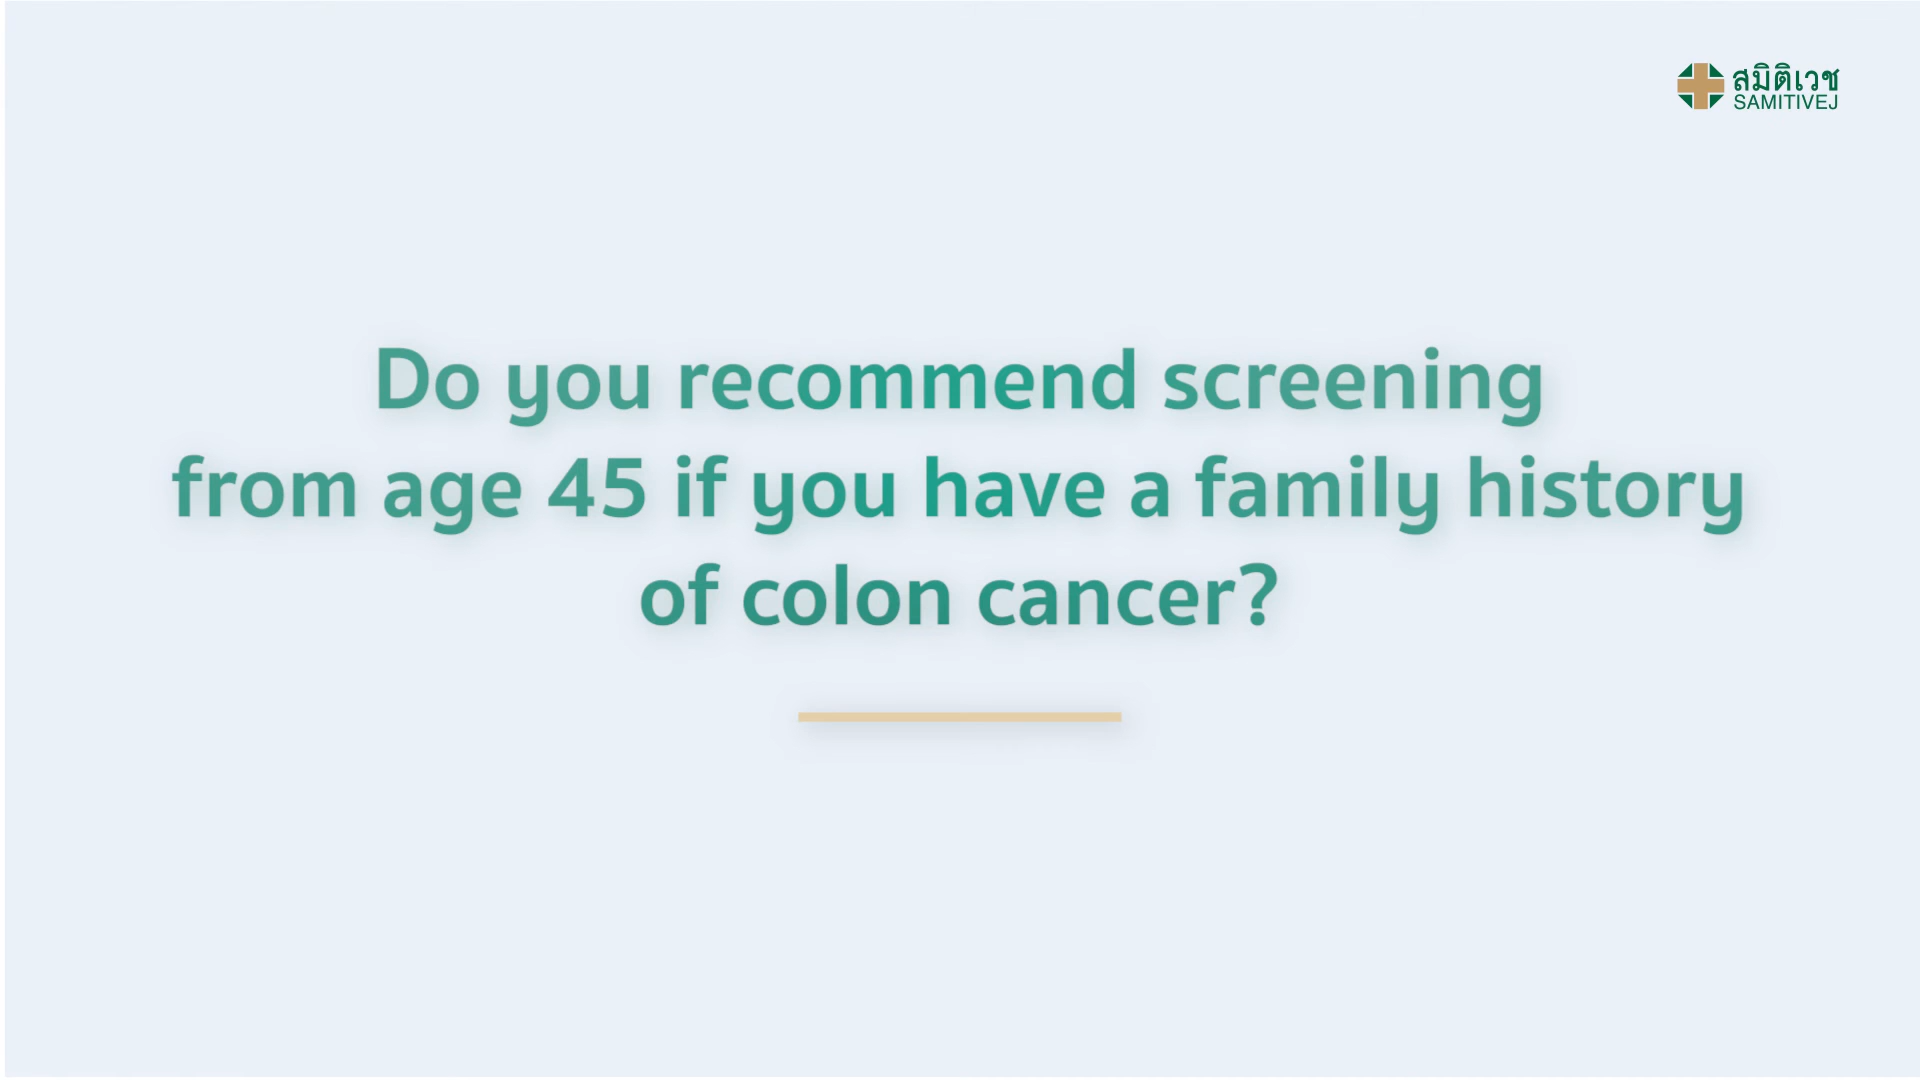 สมิติเวช
SAMITIVEJ
Do you recommend screening
from age 45 if you have a family history
of colon cancer?